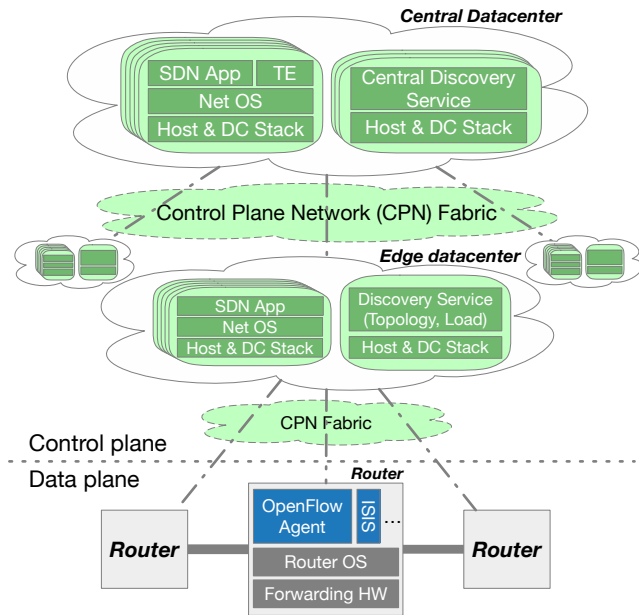 Central Datacenter
SDN App
TE
Net OS
Host & DC Stack
Central Discovery
Service
Host & DC Stack
Control Plane Network (CPN) Fabric
Edge datacenter
SDN App
Net OS
Host & DC Stack
Discovery Service
(Topology, Load)
Host & DC Stack
CPN Fabric
Control plane
Data plane
Router
OpenFlow
Agent
ISIS
...
Router OS
Forwarding HW
Router
Router